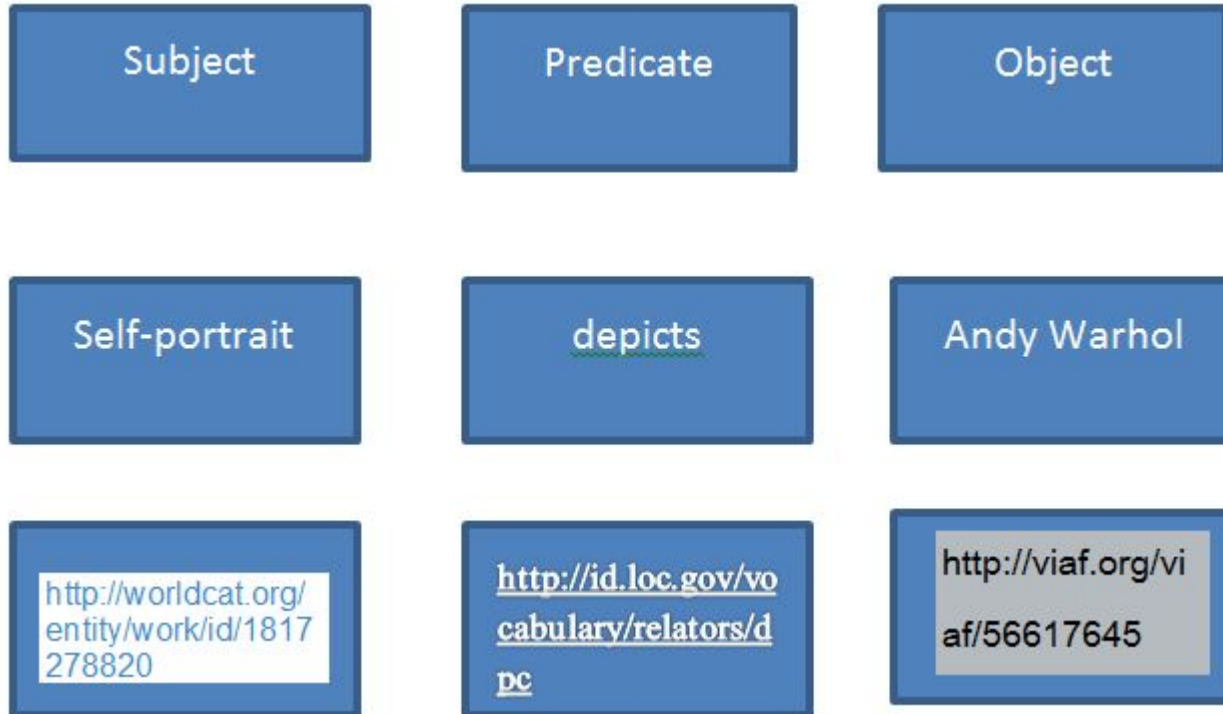 Subject
Predicate
Object
Self-portrait
depicts
Andy Warhol
http://worldcat.org/
entity/work/id/1817
278820
http://id.loc.gov/vo
cabulary/relators/d
pc
http://viaf.org/vi
af/56617645